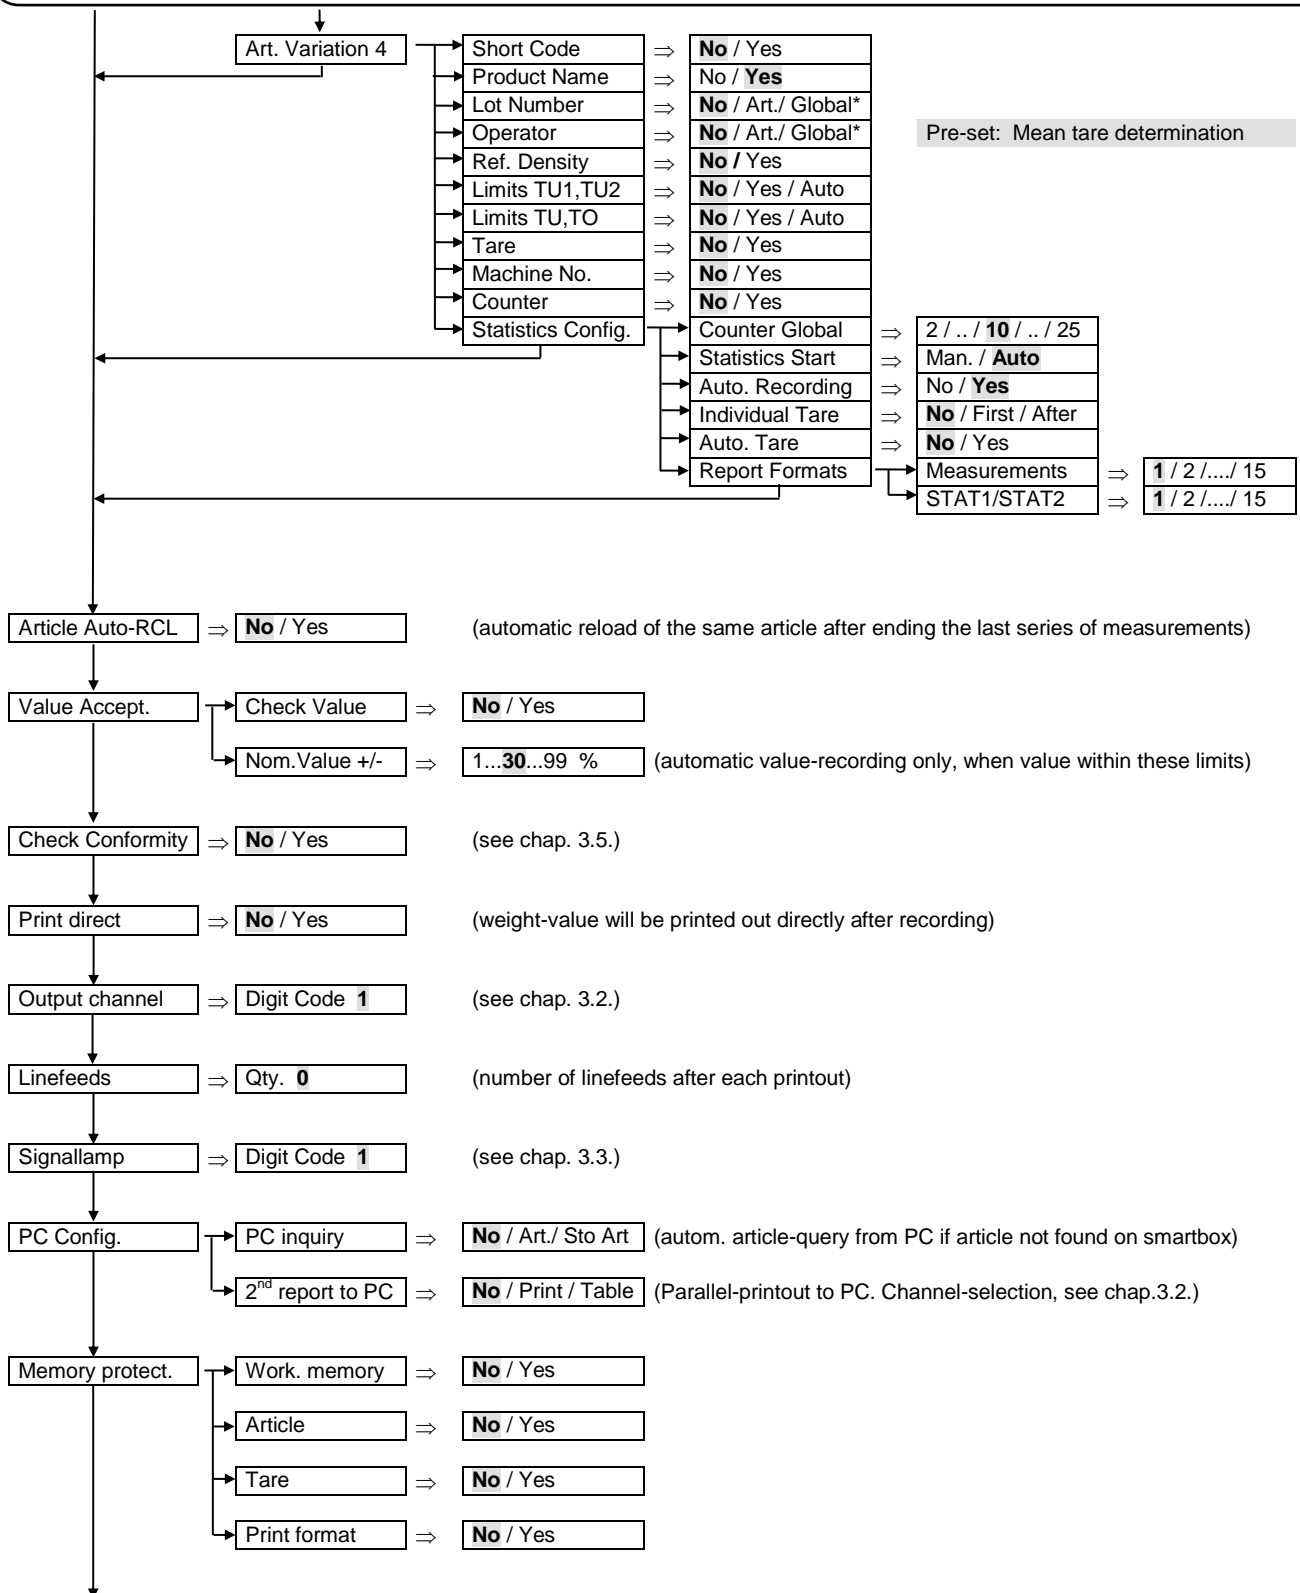 Art. Variation 4 Short Code ⇒ No / Yes
Product Name ⇒ No / Yes
Lot Number ⇒ No / Art./ Global*
Operator ⇒ No / Art./ Global* Pre-set: Mean tare determination
Ref. Density ⇒ No / Yes
Limits TU1,TU2 ⇒ No / Yes / Auto
Limits TU,TO ⇒ No / Yes / Auto
Tare ⇒ No / Yes
Machine No. ⇒ No / Yes
Counter ⇒ No / Yes
Statistics Config. Counter Global ⇒ 2 / .. / 10 / .. / 25
Statistics Start ⇒ Man. / Auto
Auto. Recording ⇒ No / Yes
Individual Tare ⇒ No / First / After
Auto. Tare ⇒ No / Yes
Report Formats Measurements ⇒ 1 / 2 /..../ 15
STAT1/STAT2 ⇒ 1 / 2 /..../ 15
Article Auto-RCL ⇒ No / Yes (automatic reload of the same article after ending the last series of measurements)
Value Accept. Check Value ⇒ No / Yes
Nom.Value +/- ⇒ 1...30...99 % (automatic value-recording only, when value within these limits)
Check Conformity ⇒ No / Yes (see chap. 3.5.)
Print direct ⇒ No / Yes (weight-value will be printed out directly after recording)
Output channel ⇒ Digit Code 1 (see chap. 3.2.)
Linefeeds ⇒ Qty. 0 (number of linefeeds after each printout)
Signallamp ⇒ Digit Code 1 (see chap. 3.3.)
PC Config. PC inquiry ⇒ No / Art./ Sto Art (autom. article-query from PC if article not found on smartbox)
2nd report to PC ⇒ No / Print / Table (Parallel-printout to PC. Channel-selection, see chap.3.2.)
Memory protect. Work. memory ⇒ No / Yes
Article ⇒ No / Yes
Tare ⇒ No / Yes
Print format ⇒ No / Yes